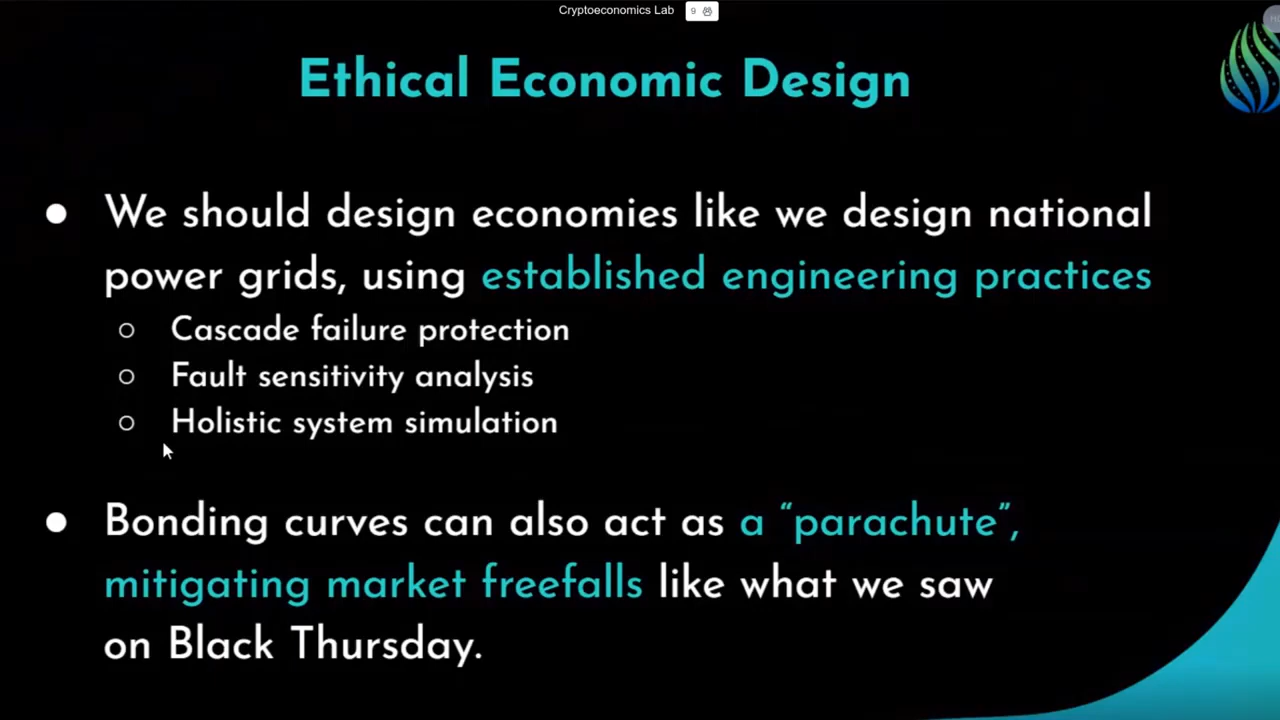 Cryptoeconomics Lab 9
Ethical Economic Design
● We should design economies like we design national
power grids, using established engineering practices
○ Cascade failure protection
○ Fault sensitivity analysis
○ Holistic system simulation
● Bonding curves can also act as a “parachute”,
mitigating market freefalls like what we saw
on Black Thursday.